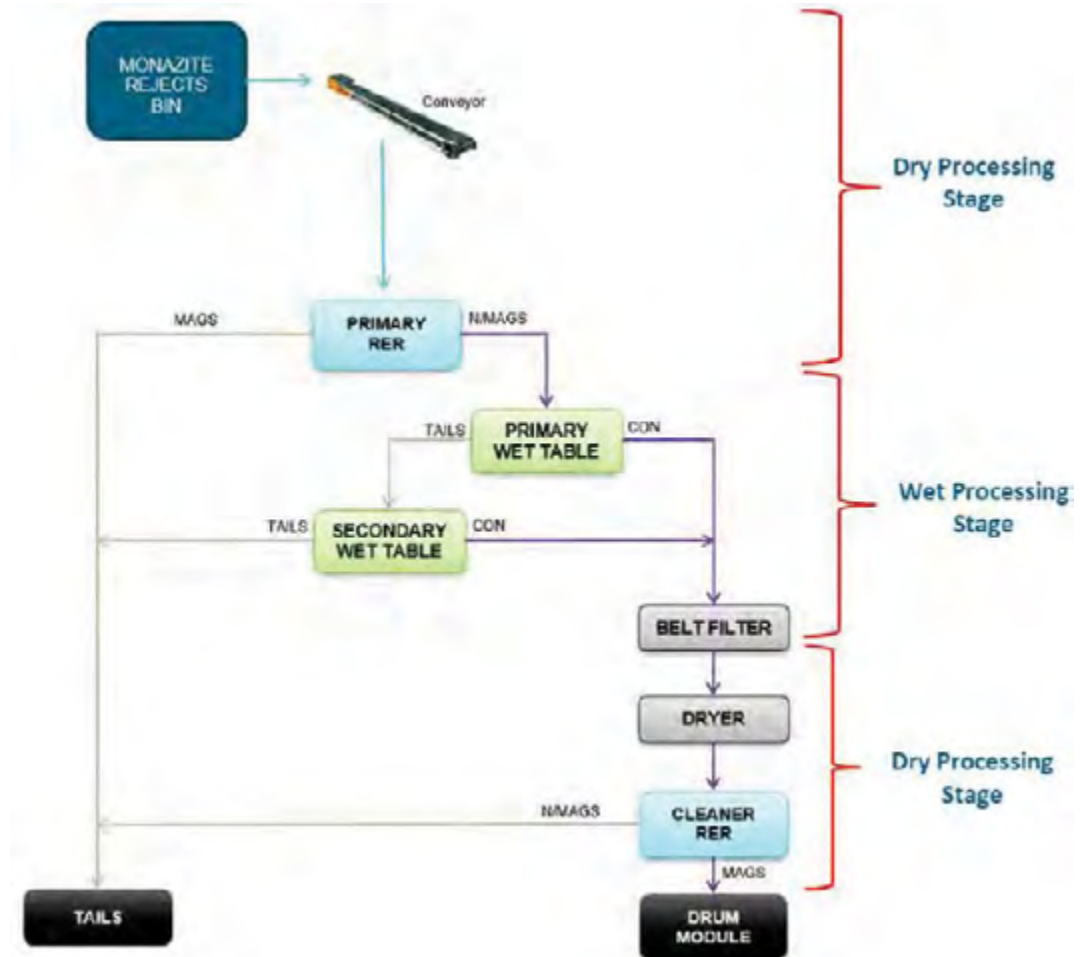 MONAZITE
REJECTS
BIN
Conveyor
Dry Processing
Stage
MAGS
PRIMARY
RER
N/MAGS
TAILS
PRIMARY
WET TABLE
CON
Wet Processing
Stage
TAILS
SECONDARY
WET TABLE
CON
BELT FILTER
DRYER
Dry Processing
Stage
N/MAGS
CLEANER
RER
MAGS
TAILS
DRUM
MODULE